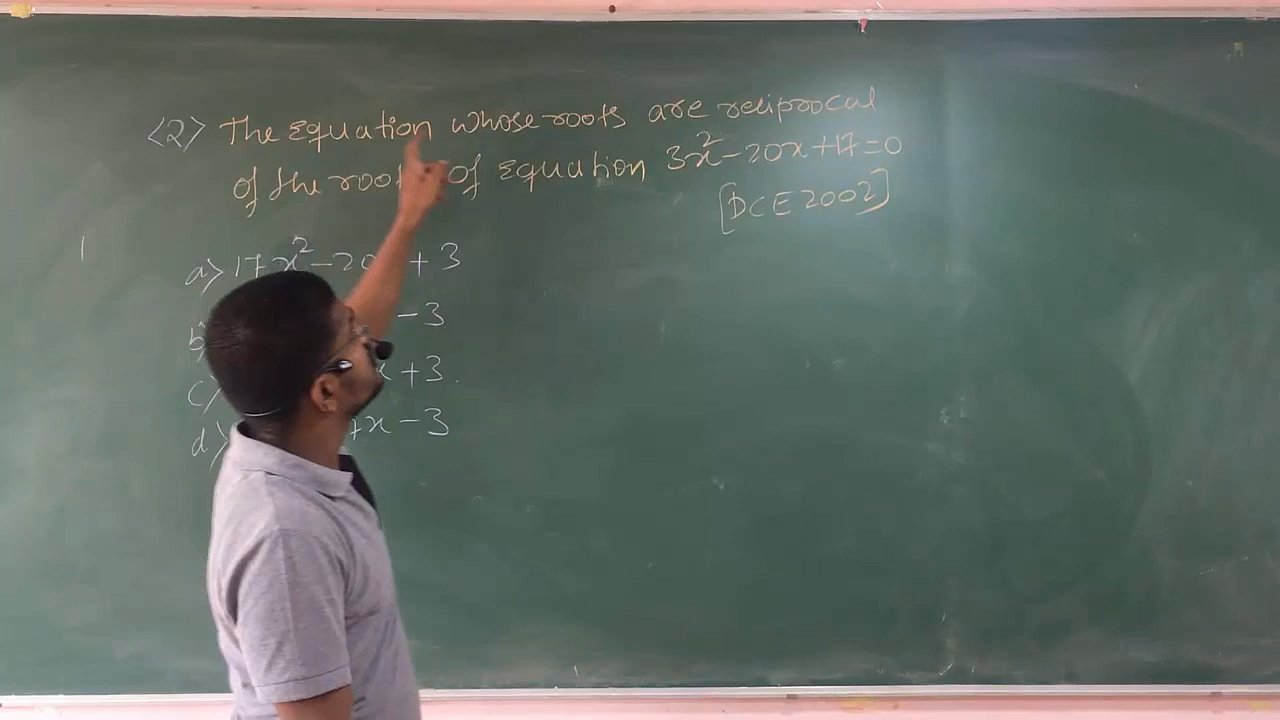 <2> The Equation whose roots are reciprocal
of the roots of Equation 3x²-20x+17=0
[DCE 2002]
a> 17x²-20 +3
b) -3
c) x+3.
d) x-3